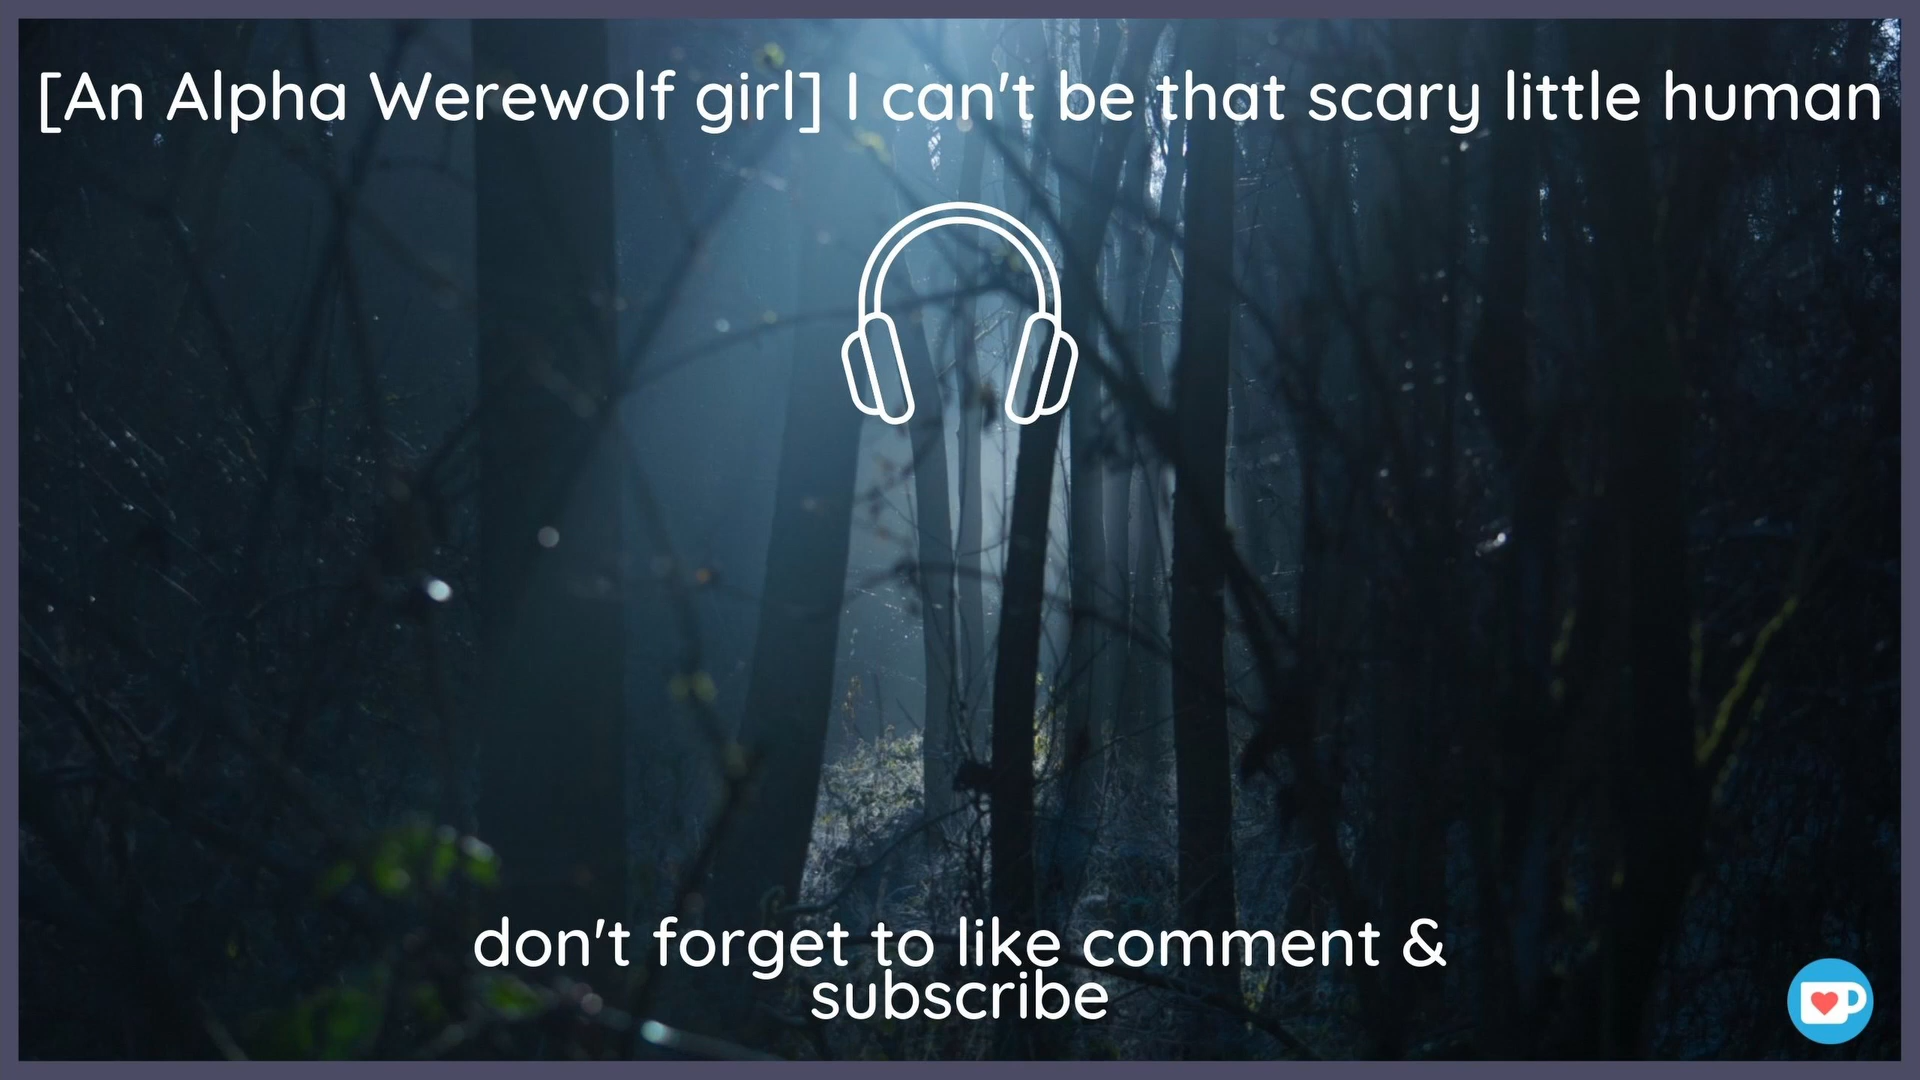 [An Alpha Werewolf girl] I can't be that scary little human
don't forget to like comment &
subscribe